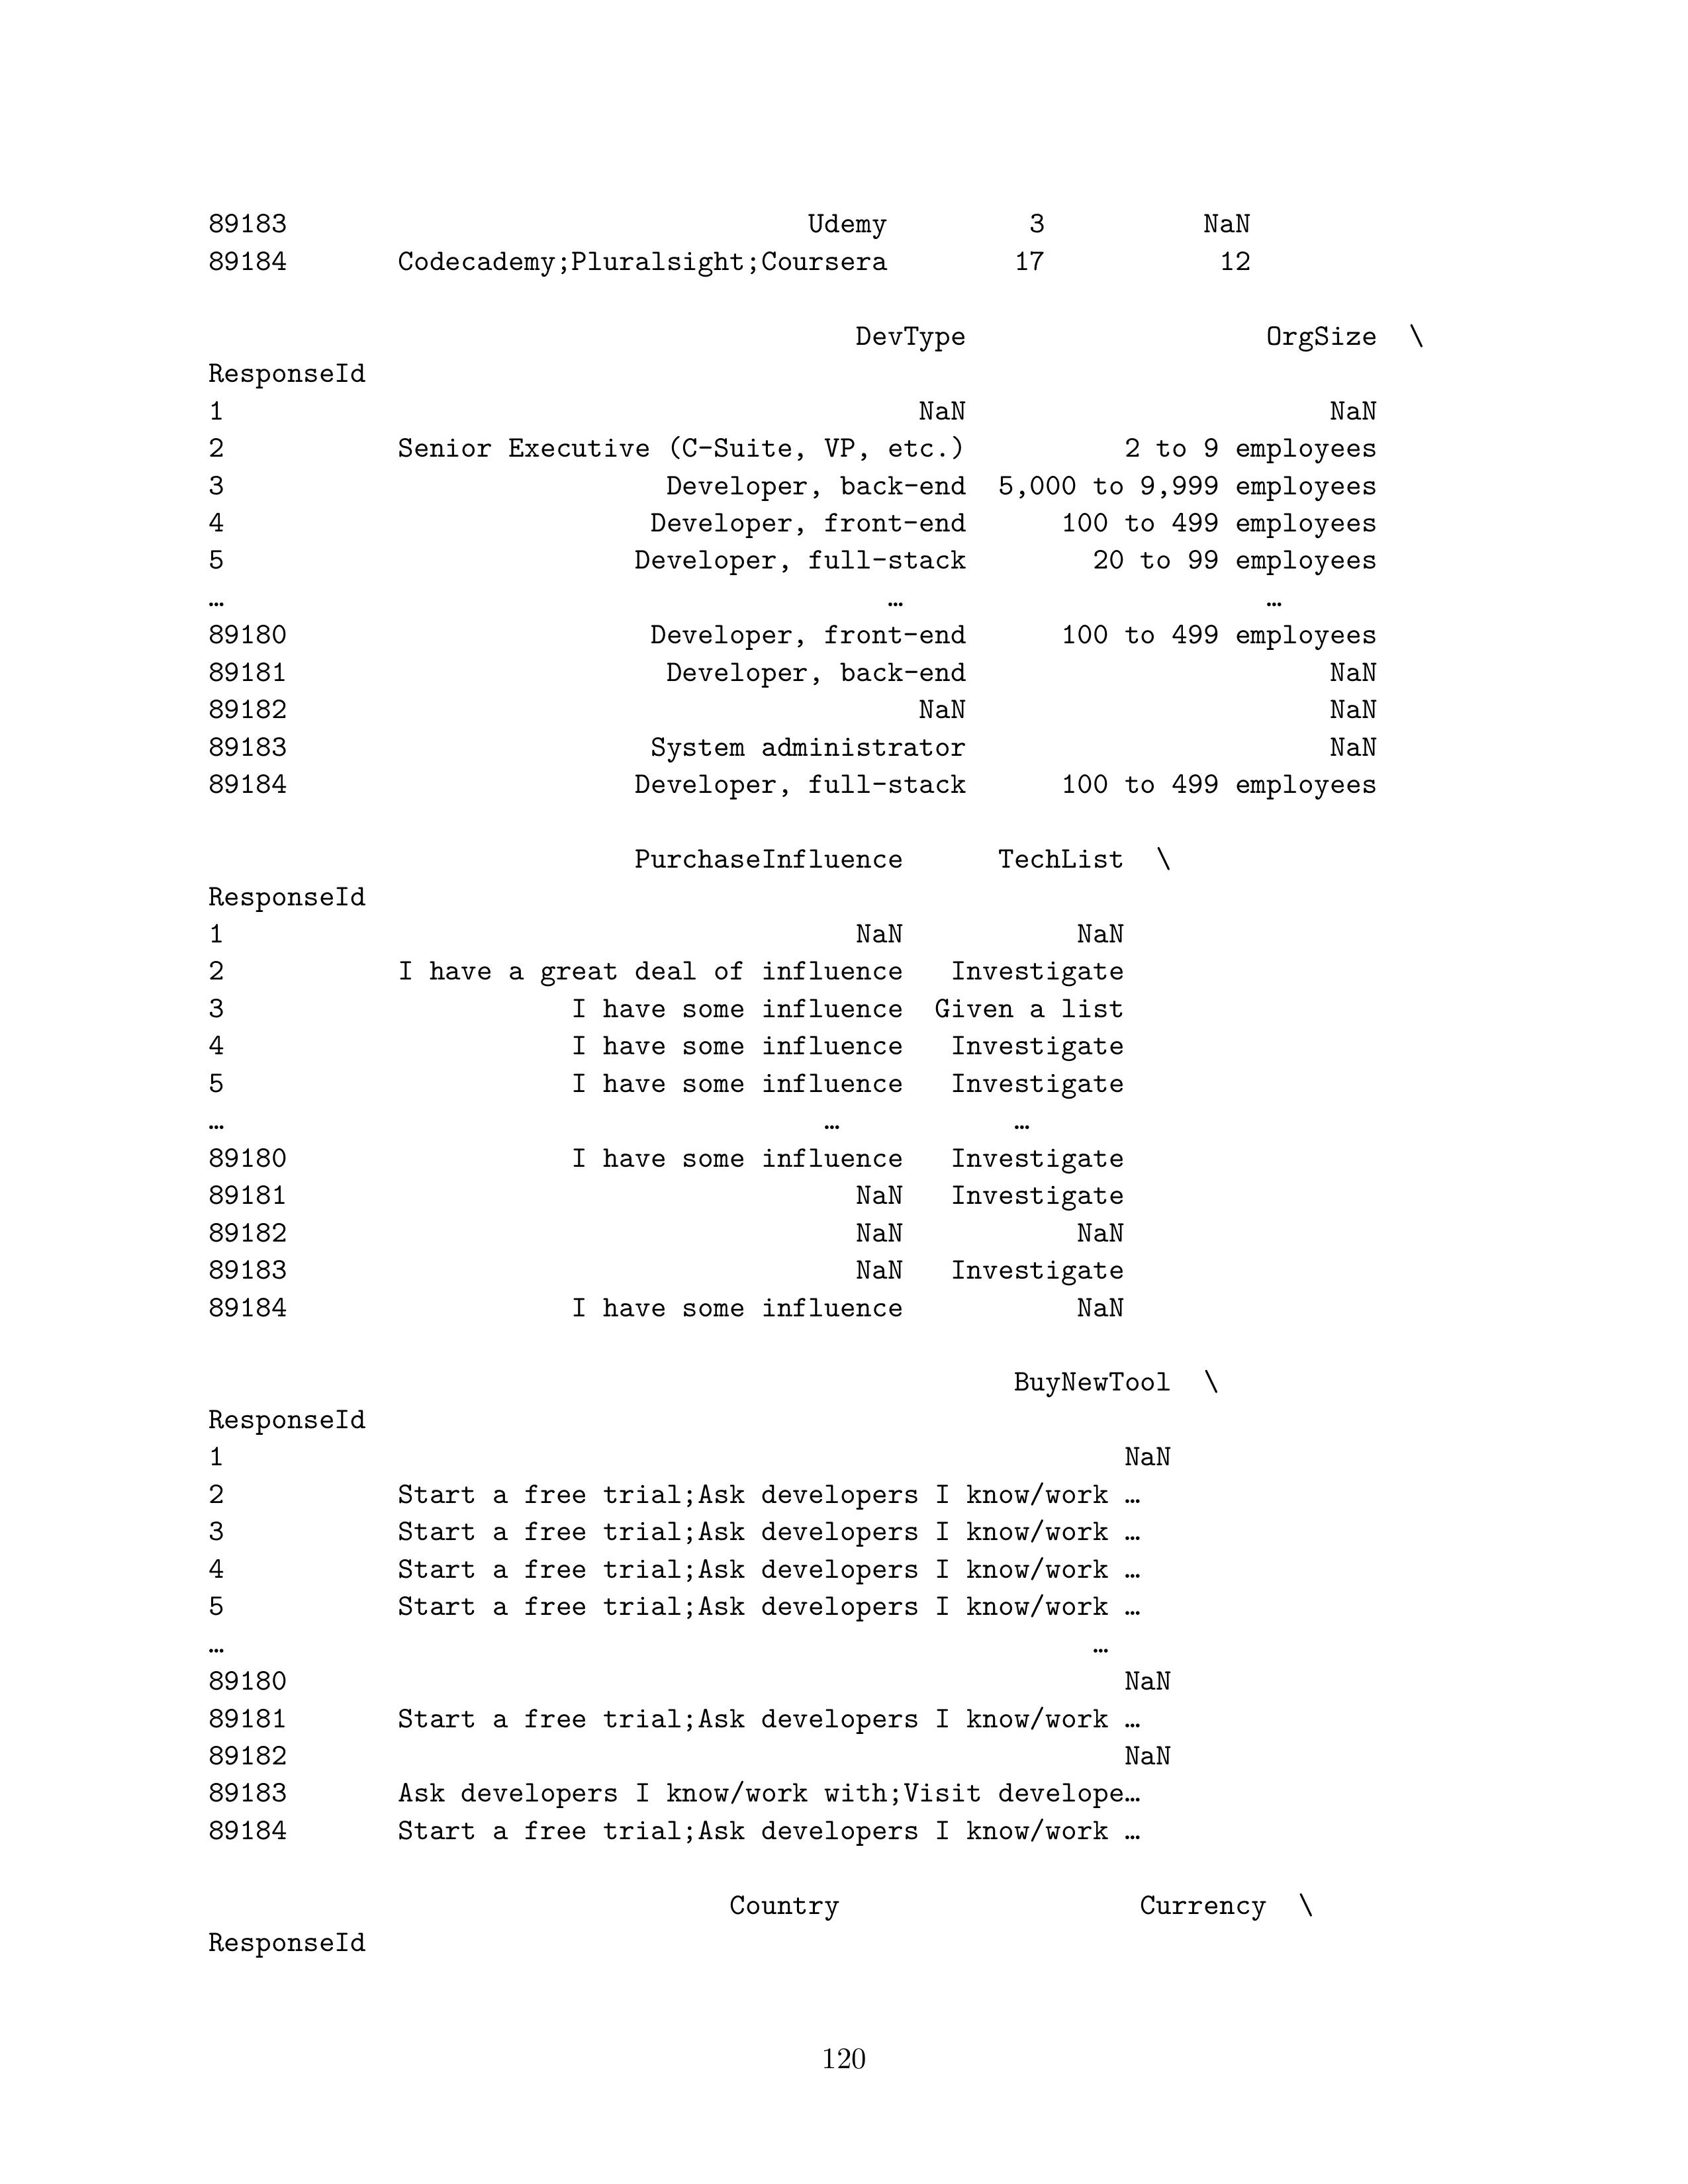 89183 Udemy 3 NaN
89184 Codecademy;Pluralsight;Coursera 17 12
DevType OrgSize \
ResponseId
1 NaN NaN
2 Senior Executive (C-Suite, VP, etc.) 2 to 9 employees
3 Developer, back-end 5,000 to 9,999 employees
4 Developer, front-end 100 to 499 employees
5 Developer, full-stack 20 to 99 employees
… … …
89180 Developer, front-end 100 to 499 employees
89181 Developer, back-end NaN
89182 NaN NaN
89183 System administrator NaN
89184 Developer, full-stack 100 to 499 employees
PurchaseInfluence TechList \
ResponseId
1 NaN NaN
2 I have a great deal of influence Investigate
3 I have some influence Given a list
4 I have some influence Investigate
5 I have some influence Investigate
… … …
89180 I have some influence Investigate
89181 NaN Investigate
89182 NaN NaN
89183 NaN Investigate
89184 I have some influence NaN
BuyNewTool \
ResponseId
1 NaN
2 Start a free trial;Ask developers I know/work …
3 Start a free trial;Ask developers I know/work …
4 Start a free trial;Ask developers I know/work …
5 Start a free trial;Ask developers I know/work …
… …
89180 NaN
89181 Start a free trial;Ask developers I know/work …
89182 NaN
89183 Ask developers I know/work with;Visit develope…
89184 Start a free trial;Ask developers I know/work …
Country Currency \
ResponseId
120